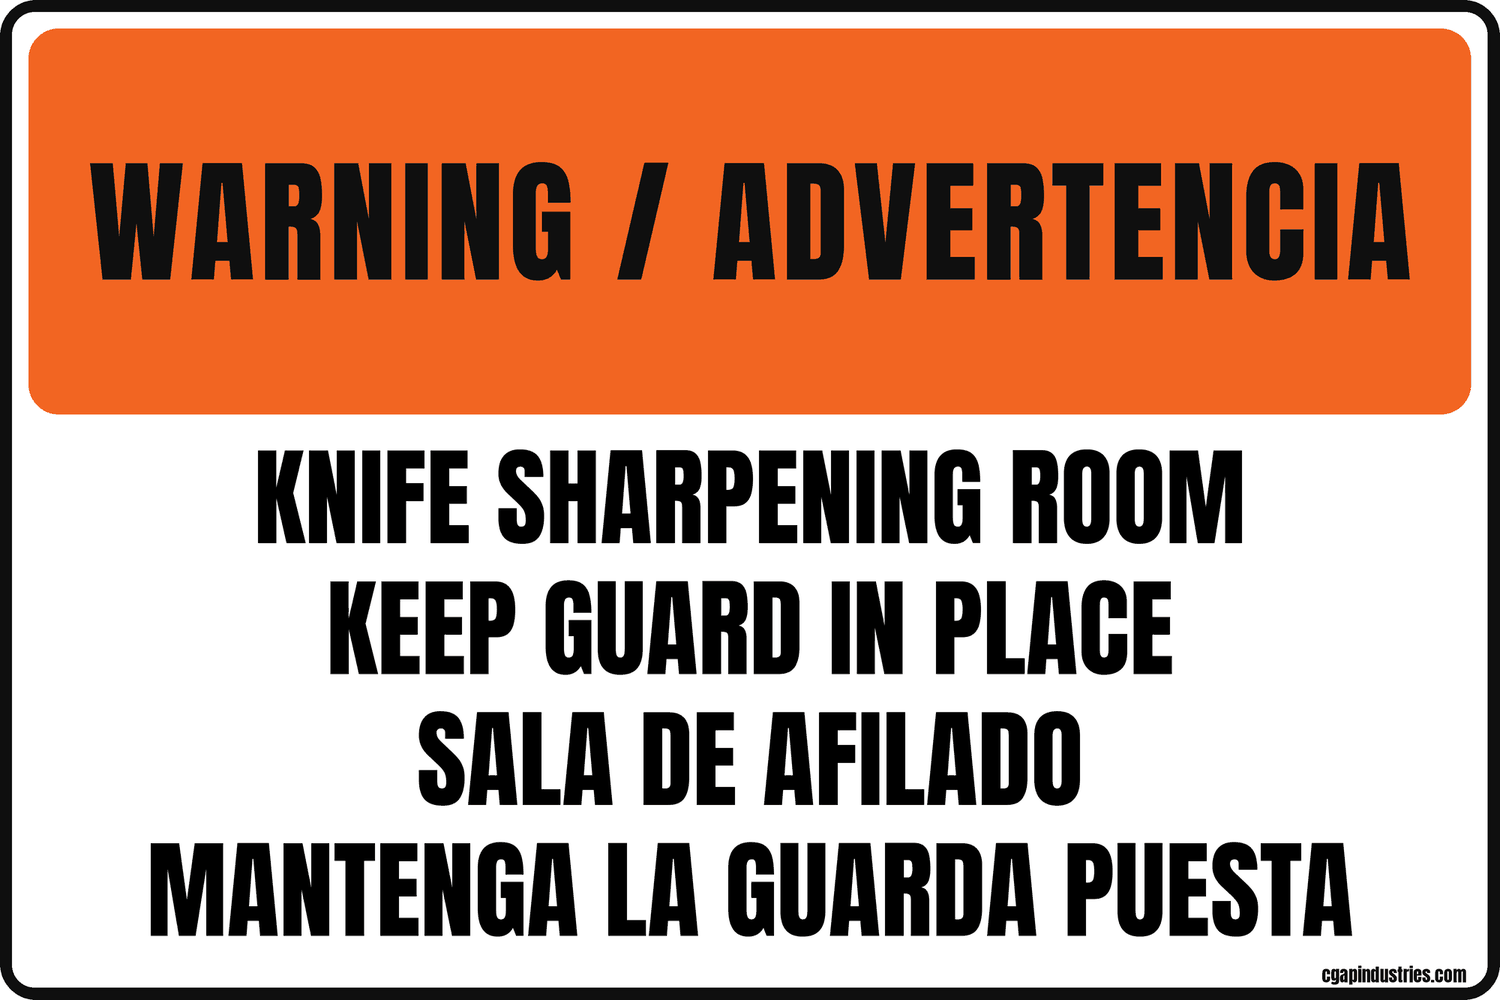 WARNING / ADVERTENCIA
KNIFE SHARPENING ROOM
KEEP GUARD IN PLACE
SALA DE AFILADO
MANTENGA LA GUARDA PUESTA
cgapindustries.com